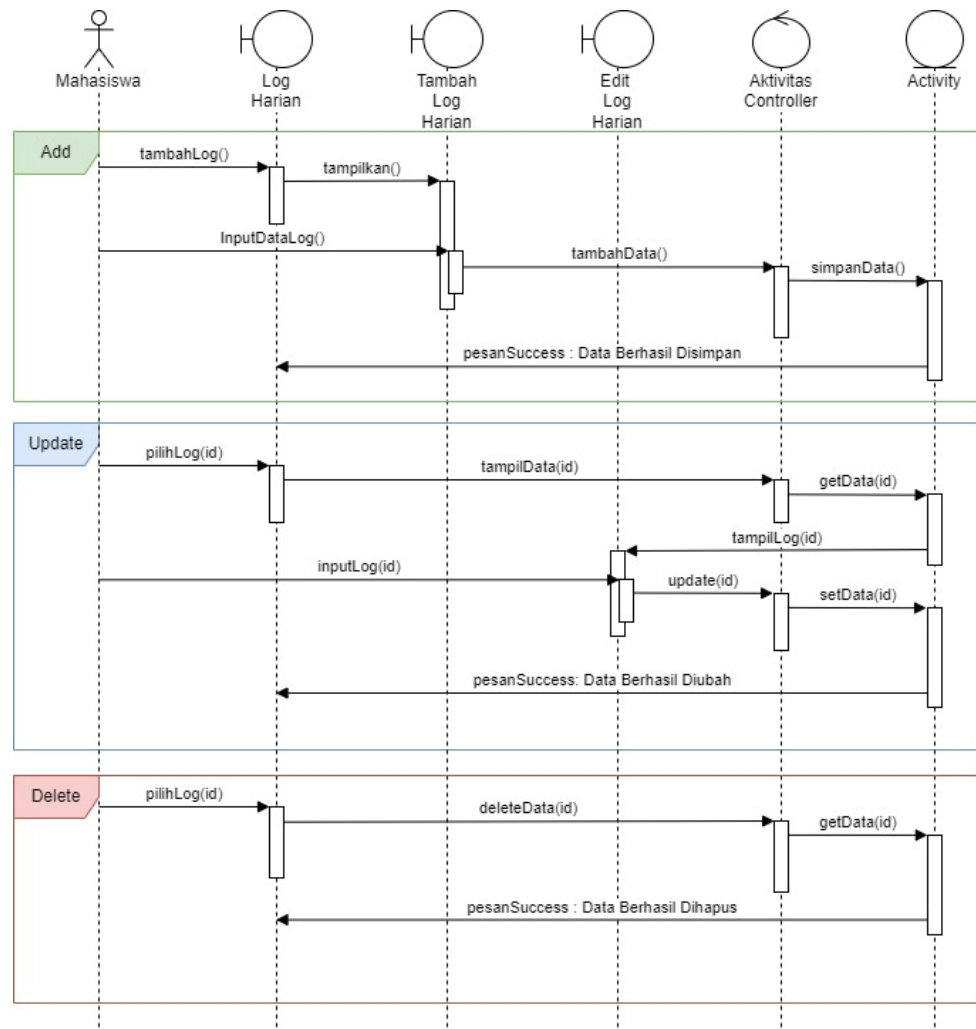 Mahasiswa
Log
Harian
Tambah
Log
Harian
Edit
Log
Harian
Aktivitas
Controller
Activity
Add
tambahLog()
tampilkan()
InputDataLog()
tambahData()
simpanData()
pesanSuccess : Data Berhasil Disimpan
Update
pilihLog(id)
tampilData(id)
getData(id)
tampilLog(id)
inputLog(id)
update(id)
setData(id)
pesanSuccess: Data Berhasil Diubah
Delete
pilihLog(id)
deleteData(id)
getData(id)
pesanSuccess : Data Berhasil Dihapus